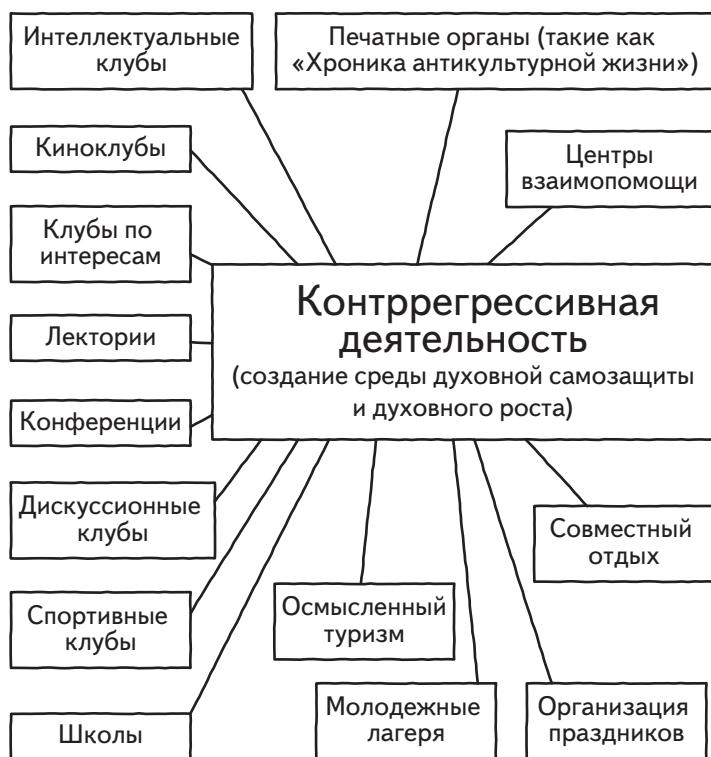 Интеллектуальные
клубы
Печатные органы (такие как
«Хроника антикультурной жизни»)
Киноклубы
Центры
взаимопомощи
Клубы по
интересам
Контррегрессивная
деятельность
(создание среды духовной самозащиты
и духовного роста)
Лектории
Конференции
Дискуссионные
клубы
Совместный
отдых
Спортивные
клубы
Осмысленный
туризм
Школы
Молодежные
лагеря
Организация
праздников